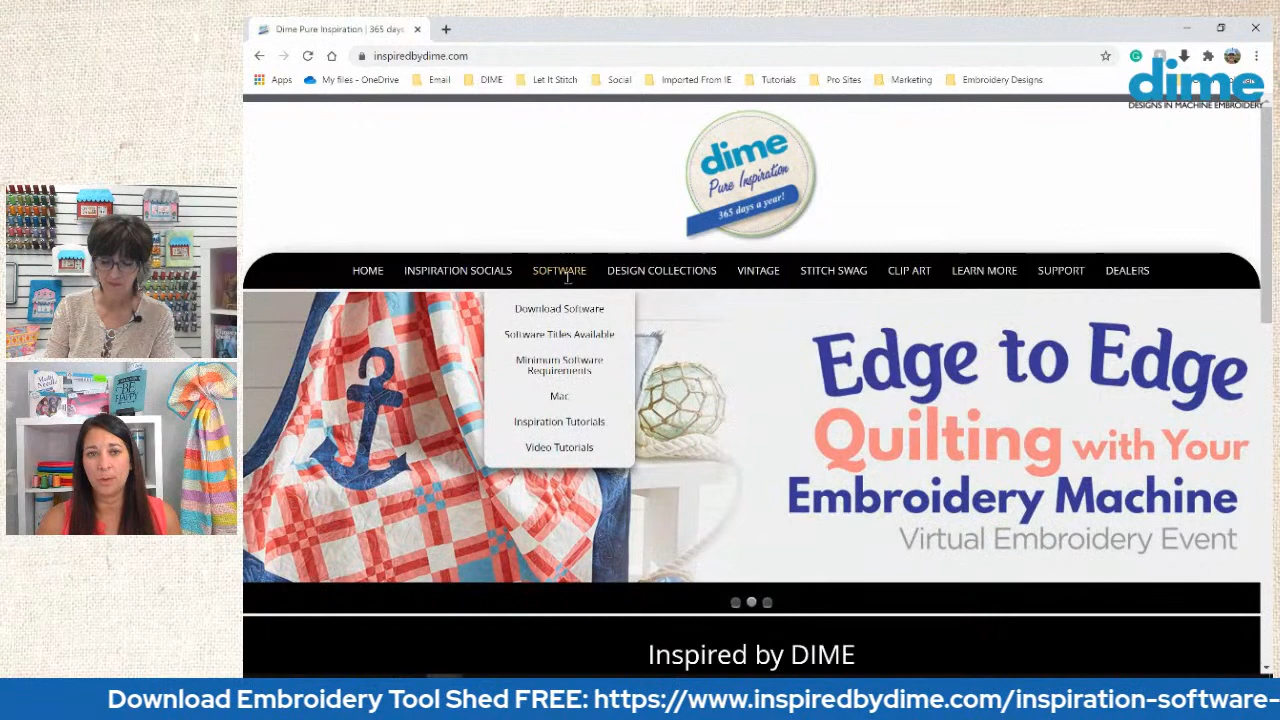 Dime Pure Inspiration | 365 days
inspiredbydime.com
Apps My files - OneDrive Email DIME Let It Stitch Social Imported From IE Tutorials Pro Sites Marketing Embroidery Designs
dime
DESIGNS IN MACHINE EMBROIDERY
dime
Pure Inspiration
365 days a year!
HOME INSPIRATION SOCIALS SOFTWARE DESIGN COLLECTIONS VINTAGE STITCH SWAG CLIP ART LEARN MORE SUPPORT DEALERS
Download Software
Software Titles Available
Minimum Software
Requirements
Mac
Inspiration Tutorials
Video Tutorials
Edge to Edge
Quilting with Your
Embroidery Machine
Virtual Embroidery Event
Inspired by DIME
BE
HAPPY
Download Embroidery Tool Shed FREE: https://www.inspiredbydime.com/inspiration-software-